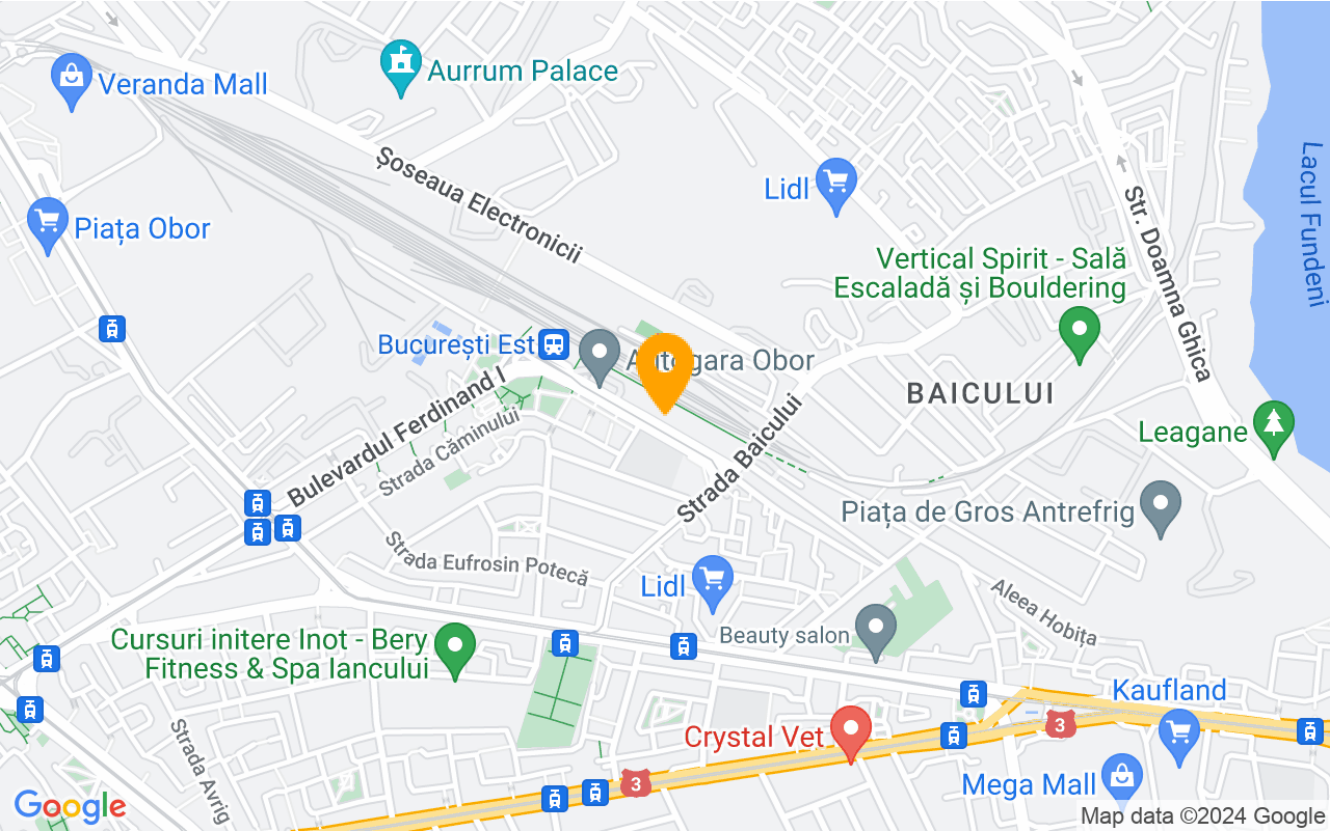 Veranda Mall
Aurrum Palace
Șoseaua Electronicii
Lidl
Piața Obor
Str. Doamna Ghica
Lacul Fundeni
Vertical Spirit - Sală
Escaladă și Bouldering
București Est
Autogara Obor
BAICULUI
Bulevardul Ferdinand I
Strada Căminului
Strada Baicului
Leagane
Piața de Gros Antrefrig
Strada Eufrosin Potecă
Lidl
Aleea Hobița
Beauty salon
Cursuri initere Inot - Bery
Fitness & Spa Iancului
Kaufland
Crystal Vet
3
Strada Avrig
3
Mega Mall
Google
Map data ©2024 Google